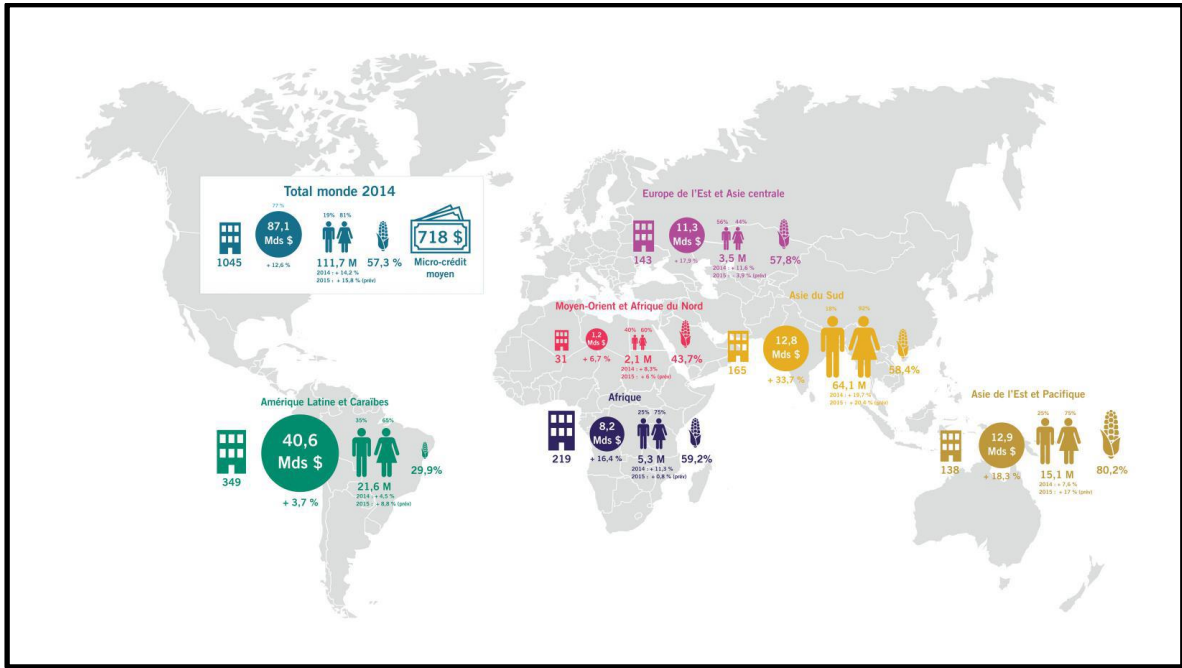 Total monde 2014
77 %
87,1
Mds $
+ 12,6 %
1045
19% 81%
111,7 M
2014 : + 14,2 %
2015 : + 15,8 % (prév)
57,3 %
718 $
Micro-crédit
moyen
Europe de l'Est et Asie centrale
143
11,3
Mds $
+ 17,9 %
56% 44%
3,5 M
2014 : + 11,6 %
57,8%
Moyen-Orient et Afrique du Nord
31
1,2
Mds $
+ 6,7 %
40% 60%
2,1 M
2014 : + 8,3%
2015 : + 6 % (prév)
43,7%
Asie du Sud
165
12,8
Mds $
+ 33,7 %
92%
64,1 M
2014 : + 19,7 %
2015 : + 20,4 % (prév)
58,4%
Amérique Latine et Caraïbes
349
40,6
Mds $
+ 3,7 %
35% 65%
21,6 M
2014 : + 4,5 %
2015 : + 8,8 % (prév)
29,9%
Afrique
219
8,2
Mds $
+ 16,4 %
25% 75%
5,3 M
2014 : + 11,3 %
2015 : + 0,8 % (prév)
59,2%
Asie de l'Est et Pacifique
138
12,9
Mds $
+ 18,3 %
25% 75%
15,1 M
2014 : + 7,6 %
2015 : + 17 % (prév)
80,2%